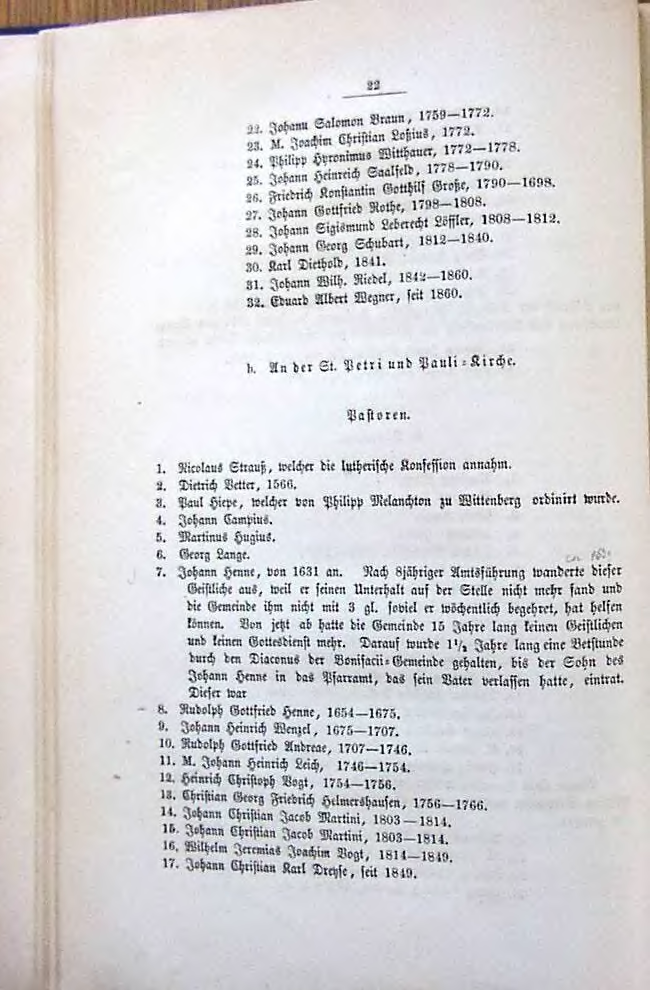 22
22. Johann Salomon Braun, 1759—1772.
23. M. Joachim Christian Loßius, 1772.
24. Philipp Hyronimus Witthauer, 1772—1778.
25. Johann Heinreich Saalfeld, 1778—1790.
26. Friedrich Konstantin Gotthilf Große, 1790—1698.
27. Johann Gottfried Rothe, 1798—1808.
28. Johann Sigismund Leberecht Löffler, 1808—1812.
29. Johann Georg Schubart, 1812—1840.
30. Karl Diethold, 1841.
31. Johann Wilh. Riedel, 1842—1860.
32. Eduard Albert Wegner, seit 1860.
b. An der St. Petri und Pauli-Kirche.
Pastoren.
1. Nicolaus Strauß, welcher die lutherische Konfession annahm.
2. Dietrich Vetter, 1566.
3. Paul Hiepe, welcher von Philipp Melanchton zu Wittenberg ordinirt wurde.
4. Johann Campius.
5. Martinus Hugius.
6. Georg Lange.
7. Johann Henne, von 1631 an. Nach 8jähriger Amtsführung wanderte dieser
Geistliche aus, weil er seinen Unterhalt auf der Stelle nicht mehr fand und
die Gemeinde ihm nicht mit 3 gl. soviel er wöchentlich begehret, hat helfen
können. Von jetzt ab hatte die Gemeinde 15 Jahre lang keinen Geistlichen
und keinen Gottesdienst mehr. Darauf wurde 1½ Jahre lang eine Betstunde
durch den Diaconus der Bonifacii-Gemeinde gehalten, bis der Sohn des
Johann Henne in das Pfarramt, das sein Vater verlassen hatte, eintrat.
Dieser war
8. Rudolph Gottfried Henne, 1654—1675.
9. Johann Heinrich Wenzel, 1675—1707.
10. Rudolph Gottfried Andreae, 1707—1746.
11. M. Johann Heinrich Leich, 1746—1754.
12. Heinrich Christoph Vogt, 1754—1756.
13. Christian Georg Friedrich Helmershausen, 1756—1766.
14. Johann Christian Jacob Martini, 1803—1814.
15. Johann Christian Jacob Martini, 1803—1814.
16. Wilhelm Jeremias Joachim Vogt, 1814—1849.
17. Johann Christian Karl Dreyse, seit 1849.